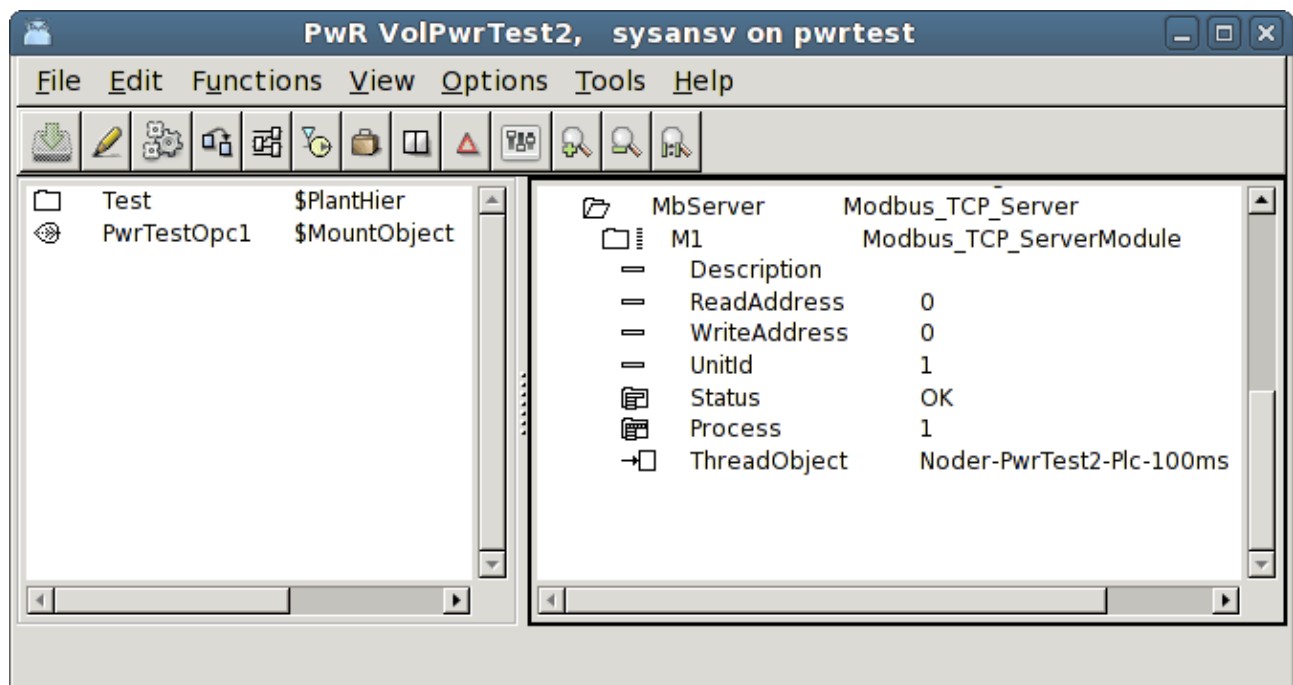 PwR VolPwrTest2, sysansv on pwrtest
File Edit Functions View Options Tools Help
Test $PlantHier
PwrTestOpc1 $MountObject
MbServer Modbus_TCP_Server
M1 Modbus_TCP_ServerModule
Description
ReadAddress 0
WriteAddress 0
UnitId 1
Status OK
Process 1
ThreadObject Noder-PwrTest2-Plc-100ms